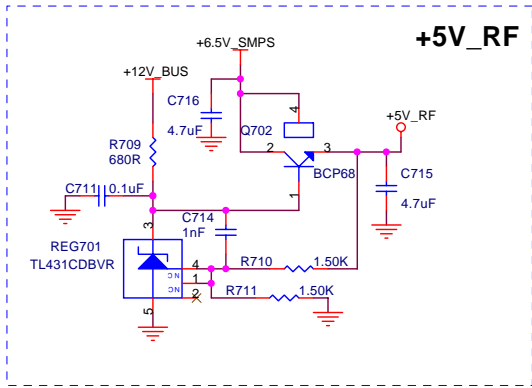 +5V_RF
+6.5V_SMPS
+12V_BUS
C716
4.7uF
Q702
4
+5V_RF
R709
680R
2
3
BCP68
C715
4.7uF
C711
0.1uF
1
C714
1nF
3
REG701
TL431CDBVR
4
NC
1
NC
2
5
R710
1.50K
R711
1.50K